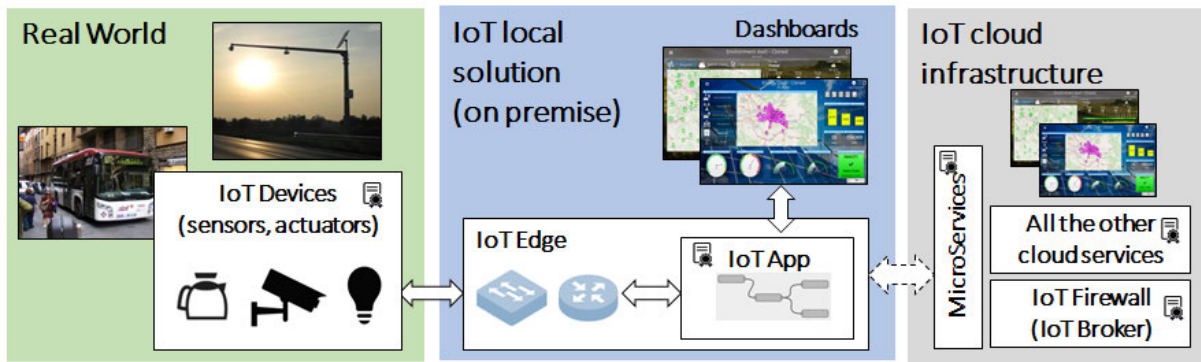 Real World
IoT Devices
(sensors, actuators)
IoT local
solution
(on premise)
Dashboards
IoT Edge
IoT App
IoT cloud
infrastructure
MicroServices
All the other
cloud services
IoT Firewall
(IoT Broker)